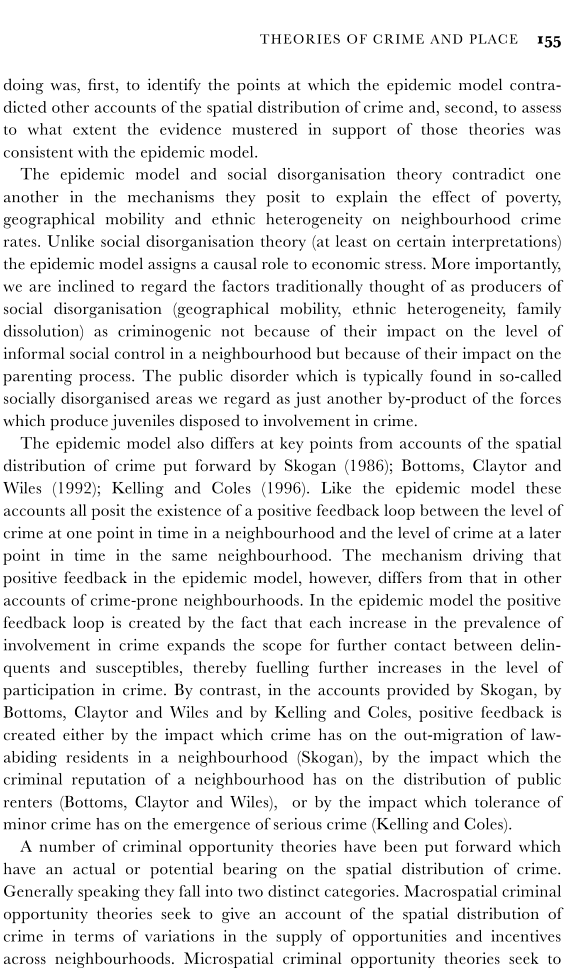 THEORIES OF CRIME AND PLACE 155
doing was, first, to identify the points at which the epidemic model contra-
dicted other accounts of the spatial distribution of crime and, second, to assess
to what extent the evidence mustered in support of those theories was
consistent with the epidemic model.
The epidemic model and social disorganisation theory contradict one
another in the mechanisms they posit to explain the effect of poverty,
geographical mobility and ethnic heterogeneity on neighbourhood crime
rates. Unlike social disorganisation theory (at least on certain interpretations)
the epidemic model assigns a causal role to economic stress. More importantly,
we are inclined to regard the factors traditionally thought of as producers of
social disorganisation (geographical mobility, ethnic heterogeneity, family
dissolution) as criminogenic not because of their impact on the level of
informal social control in a neighbourhood but because of their impact on the
parenting process. The public disorder which is typically found in so-called
socially disorganised areas we regard as just another by-product of the forces
which produce juveniles disposed to involvement in crime.
The epidemic model also differs at key points from accounts of the spatial
distribution of crime put forward by Skogan (1986); Bottoms, Claytor and
Wiles (1992); Kelling and Coles (1996). Like the epidemic model these
accounts all posit the existence of a positive feedback loop between the level of
crime at one point in time in a neighbourhood and the level of crime at a later
point in time in the same neighbourhood. The mechanism driving that
positive feedback in the epidemic model, however, differs from that in other
accounts of crime-prone neighbourhoods. In the epidemic model the positive
feedback loop is created by the fact that each increase in the prevalence of
involvement in crime expands the scope for further contact between delin-
quents and susceptibles, thereby fuelling further increases in the level of
participation in crime. By contrast, in the accounts provided by Skogan, by
Bottoms, Claytor and Wiles and by Kelling and Coles, positive feedback is
created either by the impact which crime has on the out-migration of law-
abiding residents in a neighbourhood (Skogan), by the impact which the
criminal reputation of a neighbourhood has on the distribution of public
renters (Bottoms, Claytor and Wiles), or by the impact which tolerance of
minor crime has on the emergence of serious crime (Kelling and Coles).
A number of criminal opportunity theories have been put forward which
have an actual or potential bearing on the spatial distribution of crime.
Generally speaking they fall into two distinct categories. Macrospatial criminal
opportunity theories seek to give an account of the spatial distribution of
crime in terms of variations in the supply of opportunities and incentives
across neighbourhoods. Microspatial criminal opportunity theories seek to